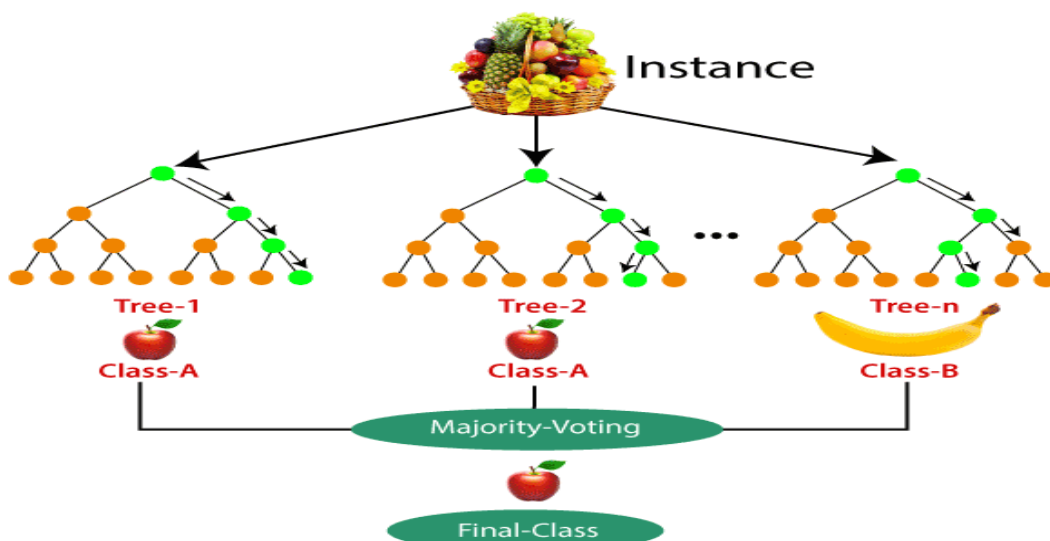 Instance
Tree-1
Tree-2
Tree-n
Class-A
Class-A
Class-B
Majority-Voting
Final-Class